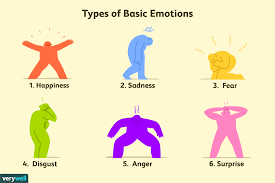 Types of Basic Emotions
1. Happiness
2. Sadness
3. Fear
4. Disgust
5. Anger
6. Surprise
verywell